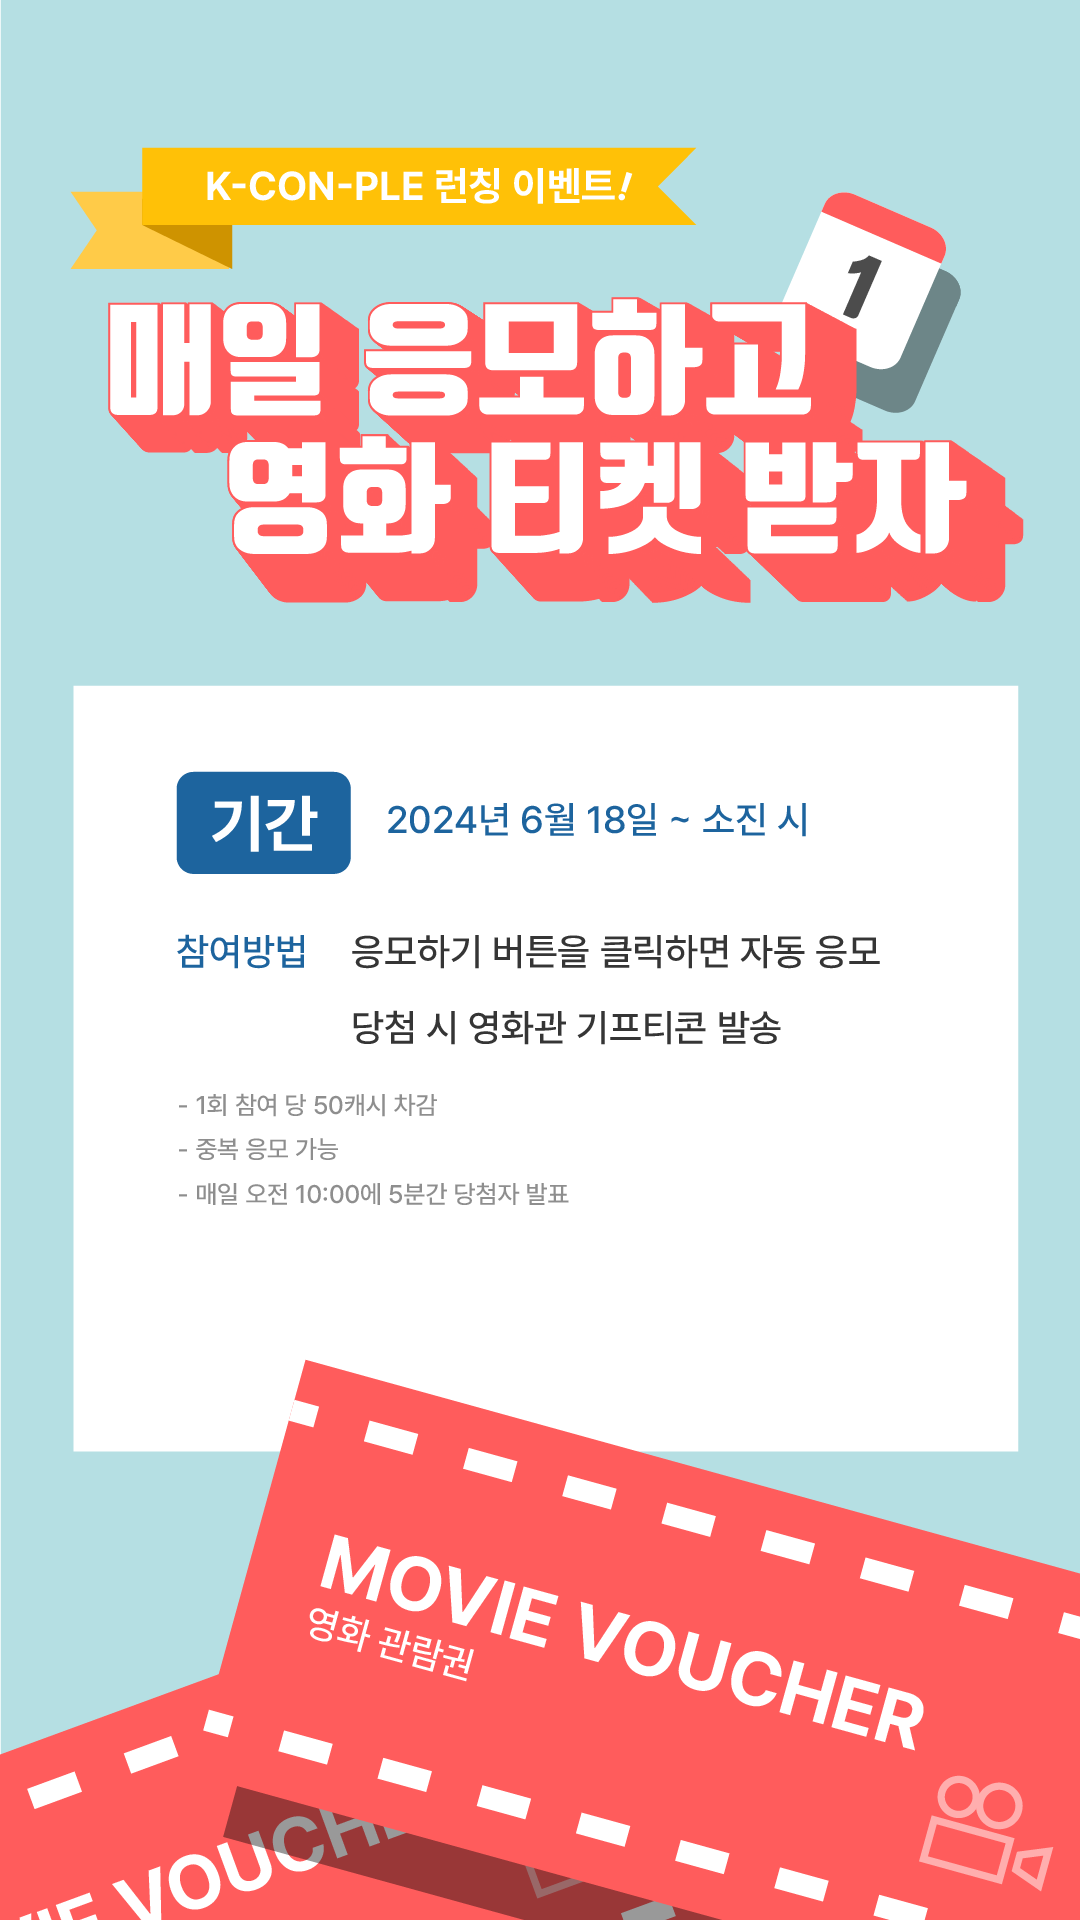 K-CON-PLE 런칭 이벤트!
1
매일 응모하고
영화 티켓 받자
기간 2024년 6월 18일 ~ 소진 시
참여방법 응모하기 버튼을 클릭하면 자동 응모
당첨 시 영화관 기프티콘 발송
- 1회 참여 당 50캐시 차감
- 중복 응모 가능
- 매일 오전 10:00에 5분간 당첨자 발표
MOVIE VOUCHER
영화 관람권
VIE VOUCHE